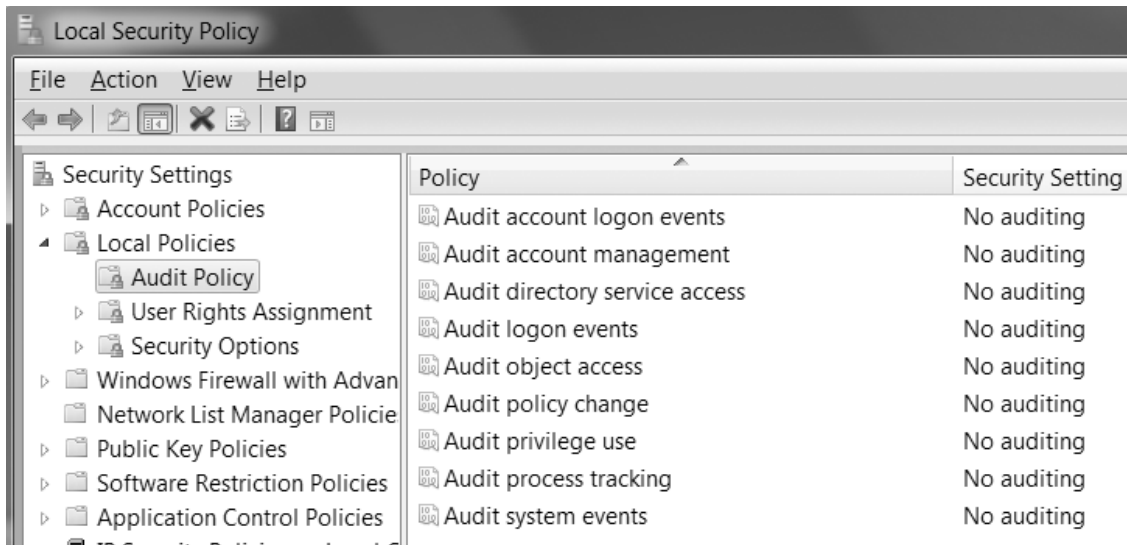 Local Security Policy
File Action View Help
Security Settings
Account Policies
Local Policies
Audit Policy
User Rights Assignment
Security Options
Windows Firewall with Advan
Network List Manager Policie
Public Key Policies
Software Restriction Policies
Application Control Policies
Policy Security Setting
Audit account logon events No auditing
Audit account management No auditing
Audit directory service access No auditing
Audit logon events No auditing
Audit object access No auditing
Audit policy change No auditing
Audit privilege use No auditing
Audit process tracking No auditing
Audit system events No auditing